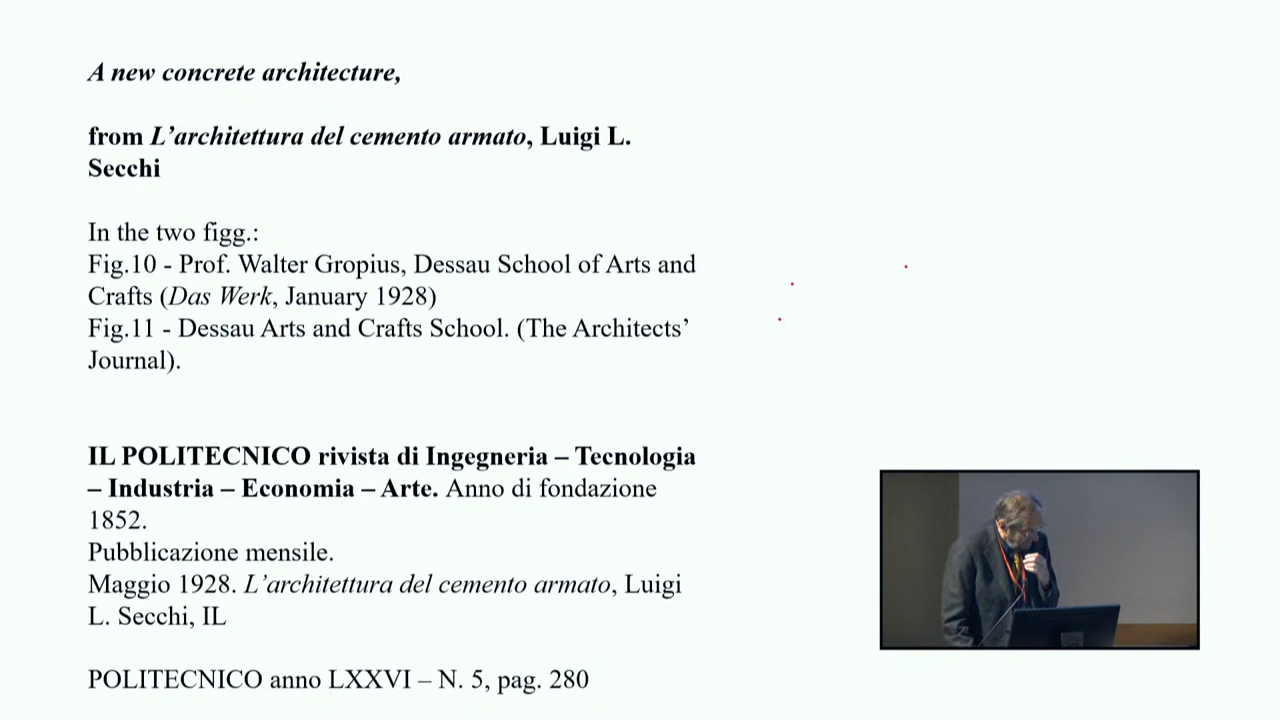 A new concrete architecture,
from L’architettura del cemento armato, Luigi L.
Secchi
In the two figg.:
Fig.10 - Prof. Walter Gropius, Dessau School of Arts and
Crafts (Das Werk, January 1928)
Fig.11 - Dessau Arts and Crafts School. (The Architects’
Journal).
IL POLITECNICO rivista di Ingegneria – Tecnologia
– Industria – Economia – Arte. Anno di fondazione
1852.
Pubblicazione mensile.
Maggio 1928. L’architettura del cemento armato, Luigi
L. Secchi, IL
POLITECNICO anno LXXVI – N. 5, pag. 280